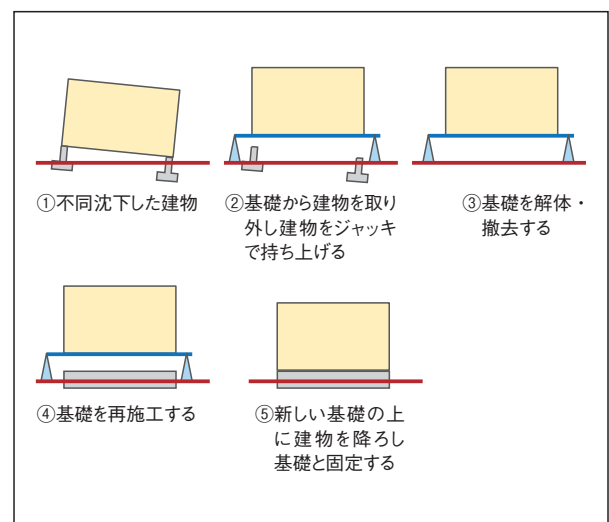 ①不同沈下した建物
②基礎から建物を取り
外し建物をジャッキ
で持ち上げる
③基礎を解体・
撤去する
④基礎を再施工する
⑤新しい基礎の上
に建物を降ろし
基礎と固定する